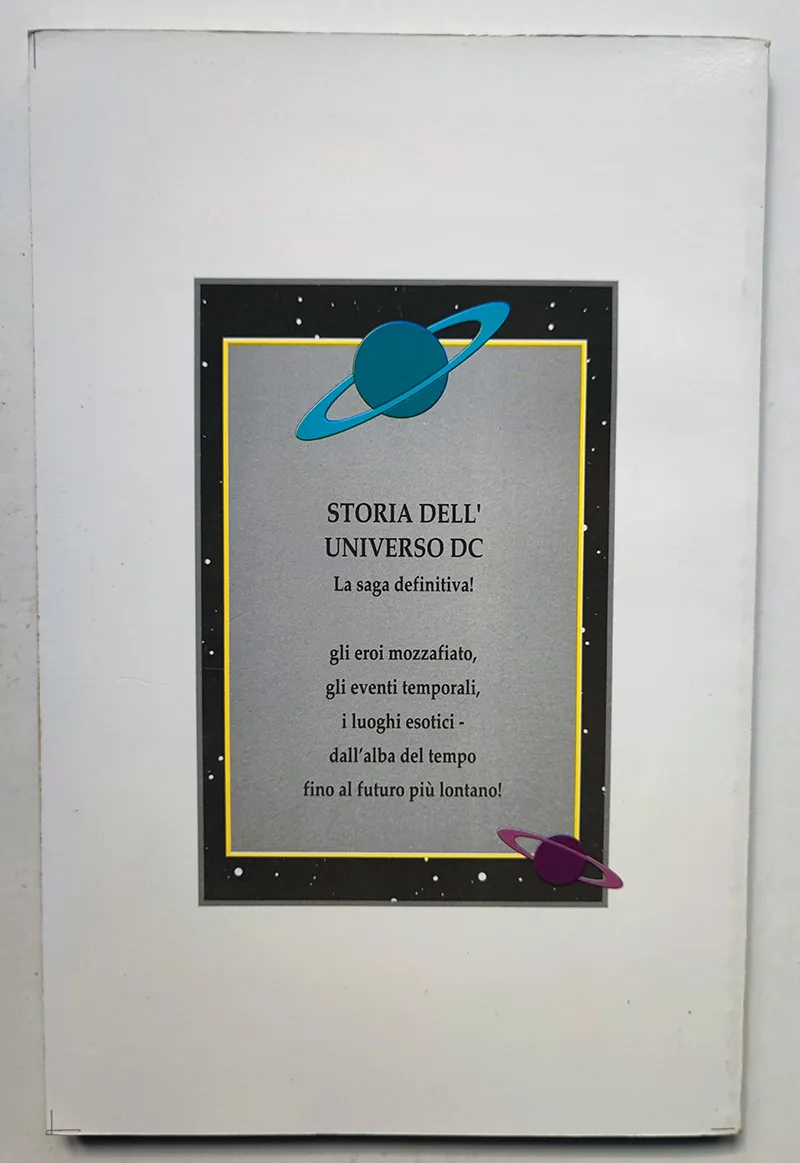 STORIA DELL'
UNIVERSO DC
La saga definitiva!
gli eroi mozzafiato,
gli eventi temporali,
i luoghi esotici -
dall'alba del tempo
fino al futuro più lontano!